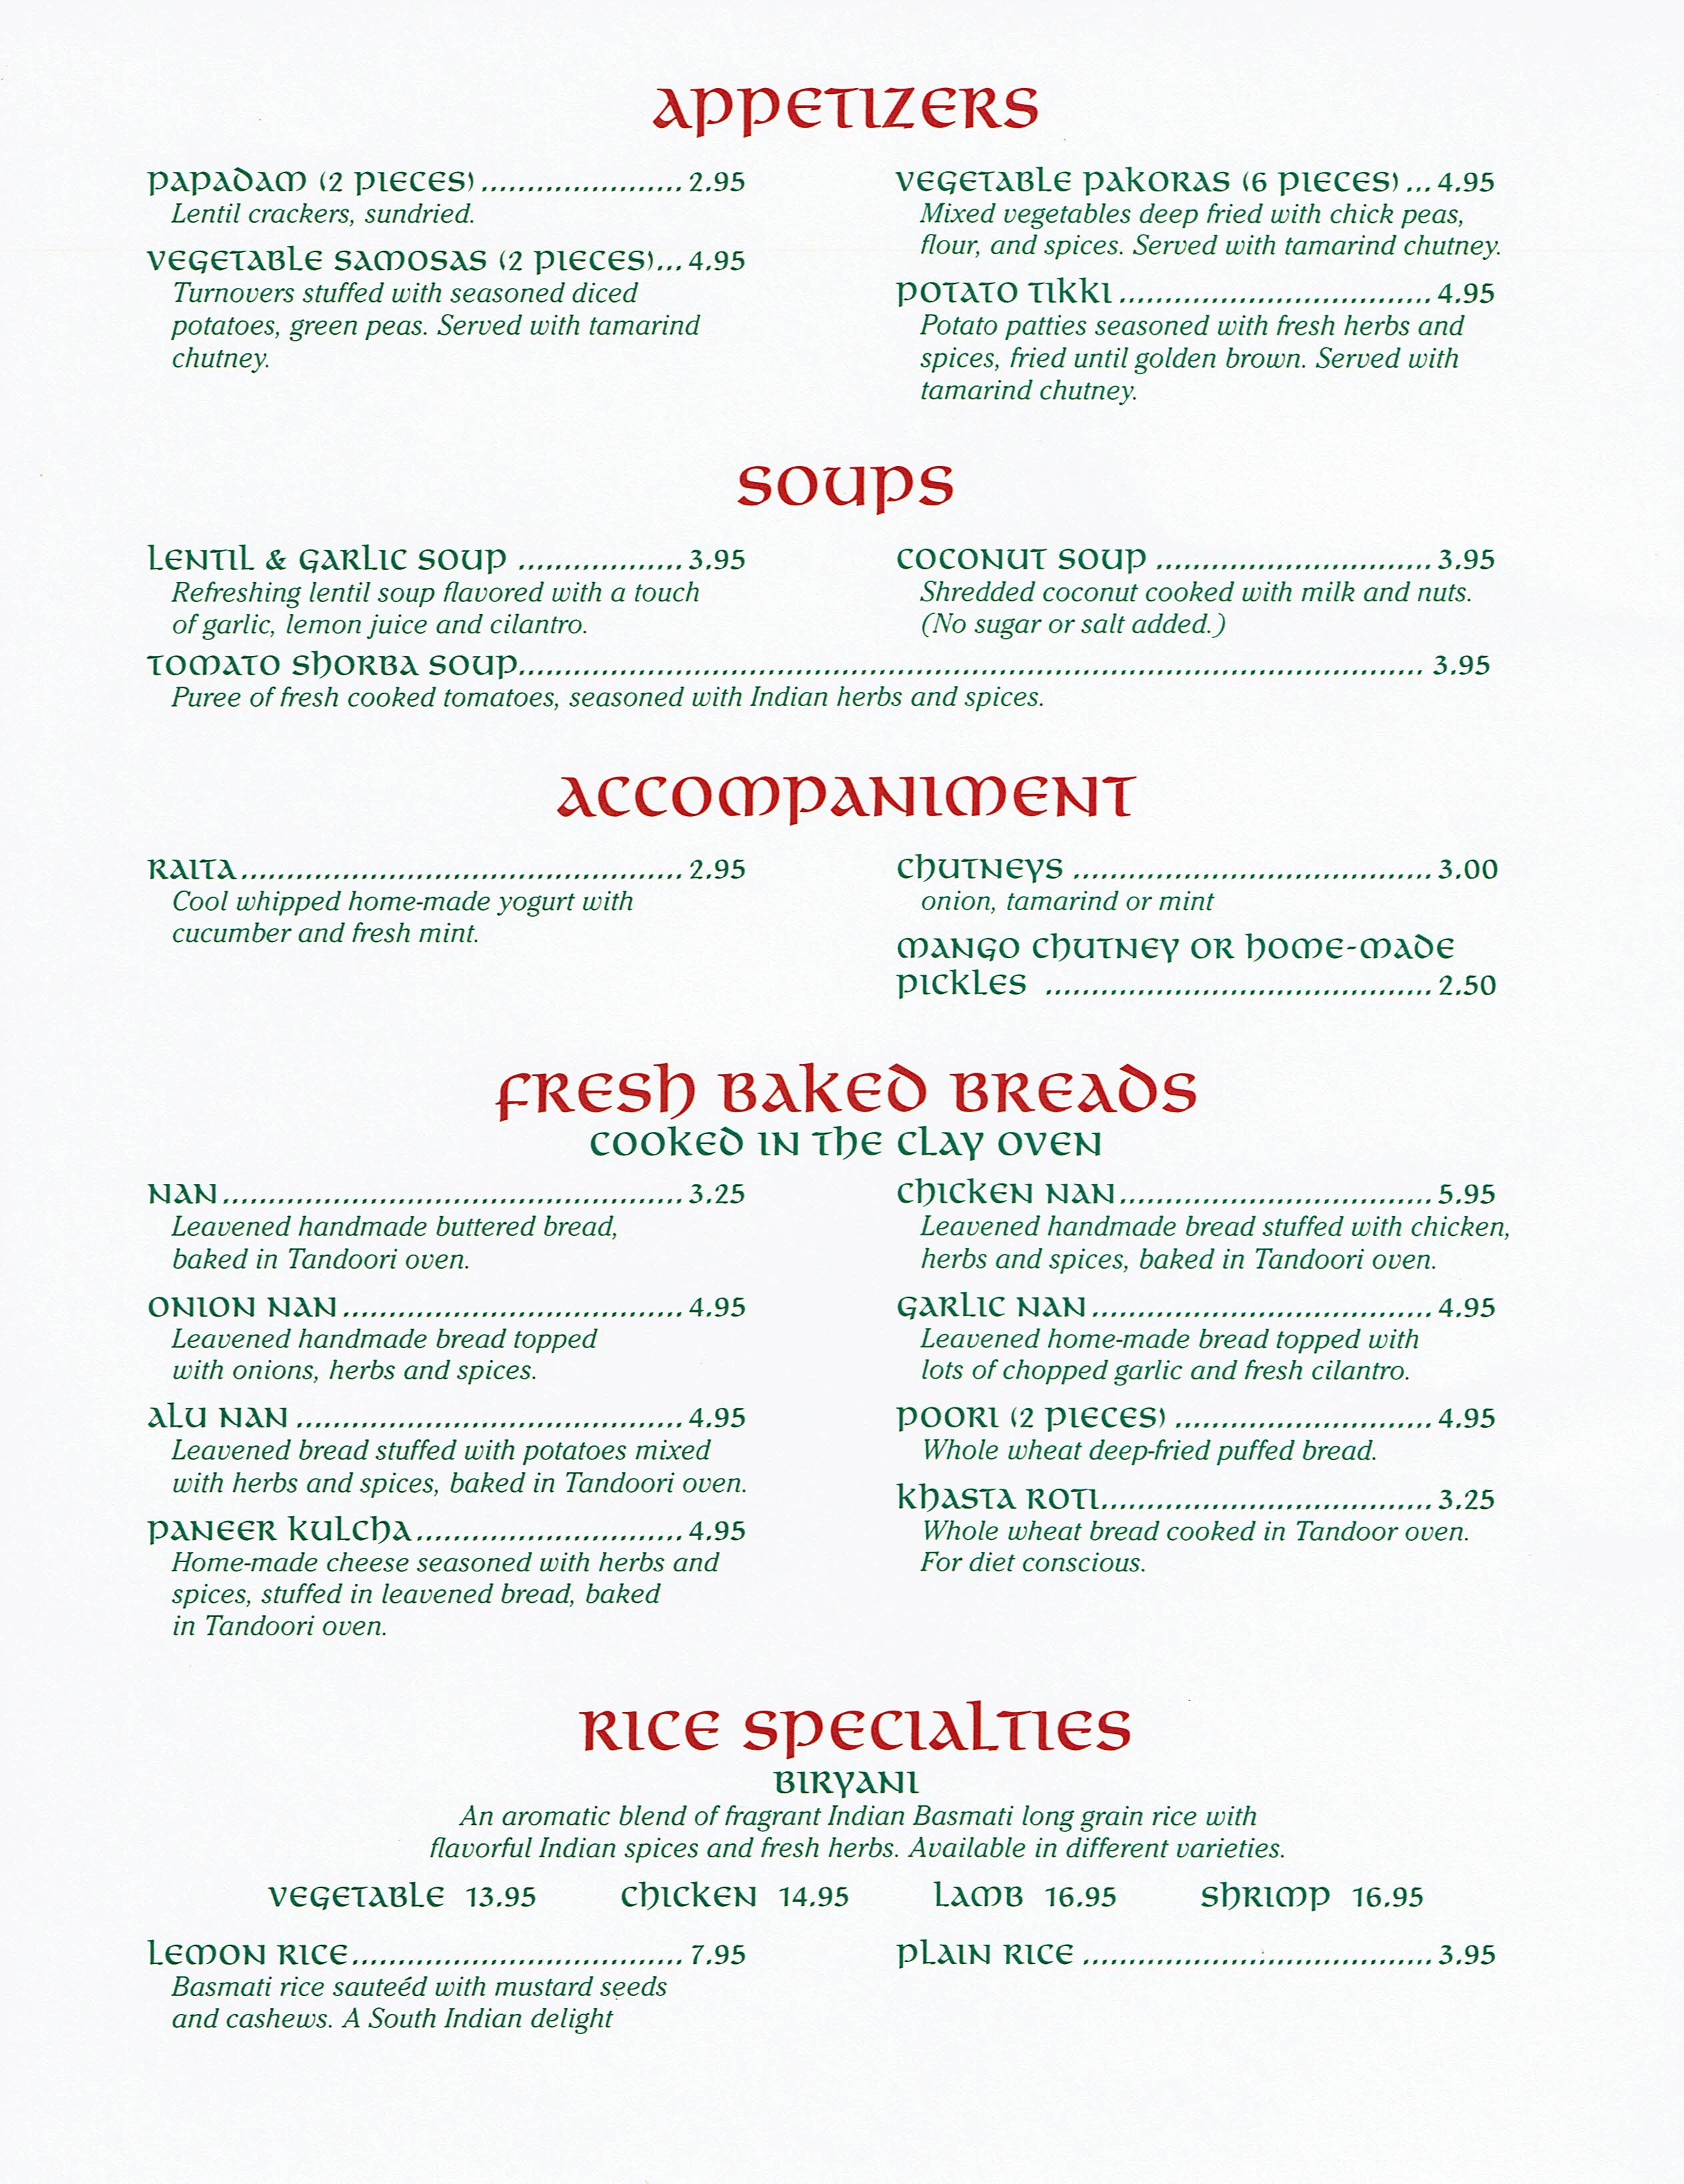 APPETIZERS
PAPADAM (2 PIECES)......................2.95
Lentil crackers, sundried.
VEGETABLE SAMOSAS (2 PIECES)...4.95
Turnovers stuffed with seasoned diced
potatoes, green peas. Served with tamarind
chutney.
VEGETABLE PAKORAS (6 PIECES)...4.95
Mixed vegetables deep fried with chick peas,
flour, and spices. Served with tamarind chutney.
POTATO TIKKI..................................4.95
Potato patties seasoned with fresh herbs and
spices, fried until golden brown. Served with
tamarind chutney.
SOUPS
LENTIL & GARLIC SOUP ..................3.95
Refreshing lentil soup flavored with a touch
of garlic, lemon juice and cilantro.
COCONUT SOUP ..............................3.95
Shredded coconut cooked with milk and nuts.
(No sugar or salt added.)
TOMATO SHORBA SOUP.................................................................................................. 3.95
Puree of fresh cooked tomatoes, seasoned with Indian herbs and spices.
ACCOMPANIMENT
RAITA................................................2.95
Cool whipped home-made yogurt with
cucumber and fresh mint.
CHUTNEYS .......................................3.00
onion, tamarind or mint
MANGO CHUTNEY OR HOME-MADE
PICKLES ..........................................2.50
FRESH BAKED BREADS
COOKED IN THE CLAY OVEN
NAN..................................................3.25
Leavened handmade buttered bread,
baked in Tandoori oven.
ONION NAN.....................................4.95
Leavened handmade bread topped
with onions, herbs and spices.
ALU NAN ..........................................4.95
Leavened bread stuffed with potatoes mixed
with herbs and spices, baked in Tandoori oven.
PANEER KULCHA.............................4.95
Home-made cheese seasoned with herbs and
spices, stuffed in leavened bread, baked
in Tandoori oven.
CHICKEN NAN..................................5.95
Leavened handmade bread stuffed with chicken,
herbs and spices, baked in Tandoori oven.
GARLIC NAN.....................................4.95
Leavened home-made bread topped with
lots of chopped garlic and fresh cilantro.
POORI (2 PIECES) ............................4.95
Whole wheat deep-fried puffed bread.
KHASTA ROTI....................................3.25
Whole wheat bread cooked in Tandoor oven.
For diet conscious.
RICE SPECIALTIES
BIRYANI
An aromatic blend of fragrant Indian Basmati long grain rice with
flavorful Indian spices and fresh herbs. Available in different varieties.
VEGETABLE 13.95 CHICKEN 14.95 LAMB 16.95 SHRIMP 16.95
LEMON RICE....................................7.95
Basmati rice sauteéd with mustard seeds
and cashews. A South Indian delight
PLAIN RICE ......................................3.95